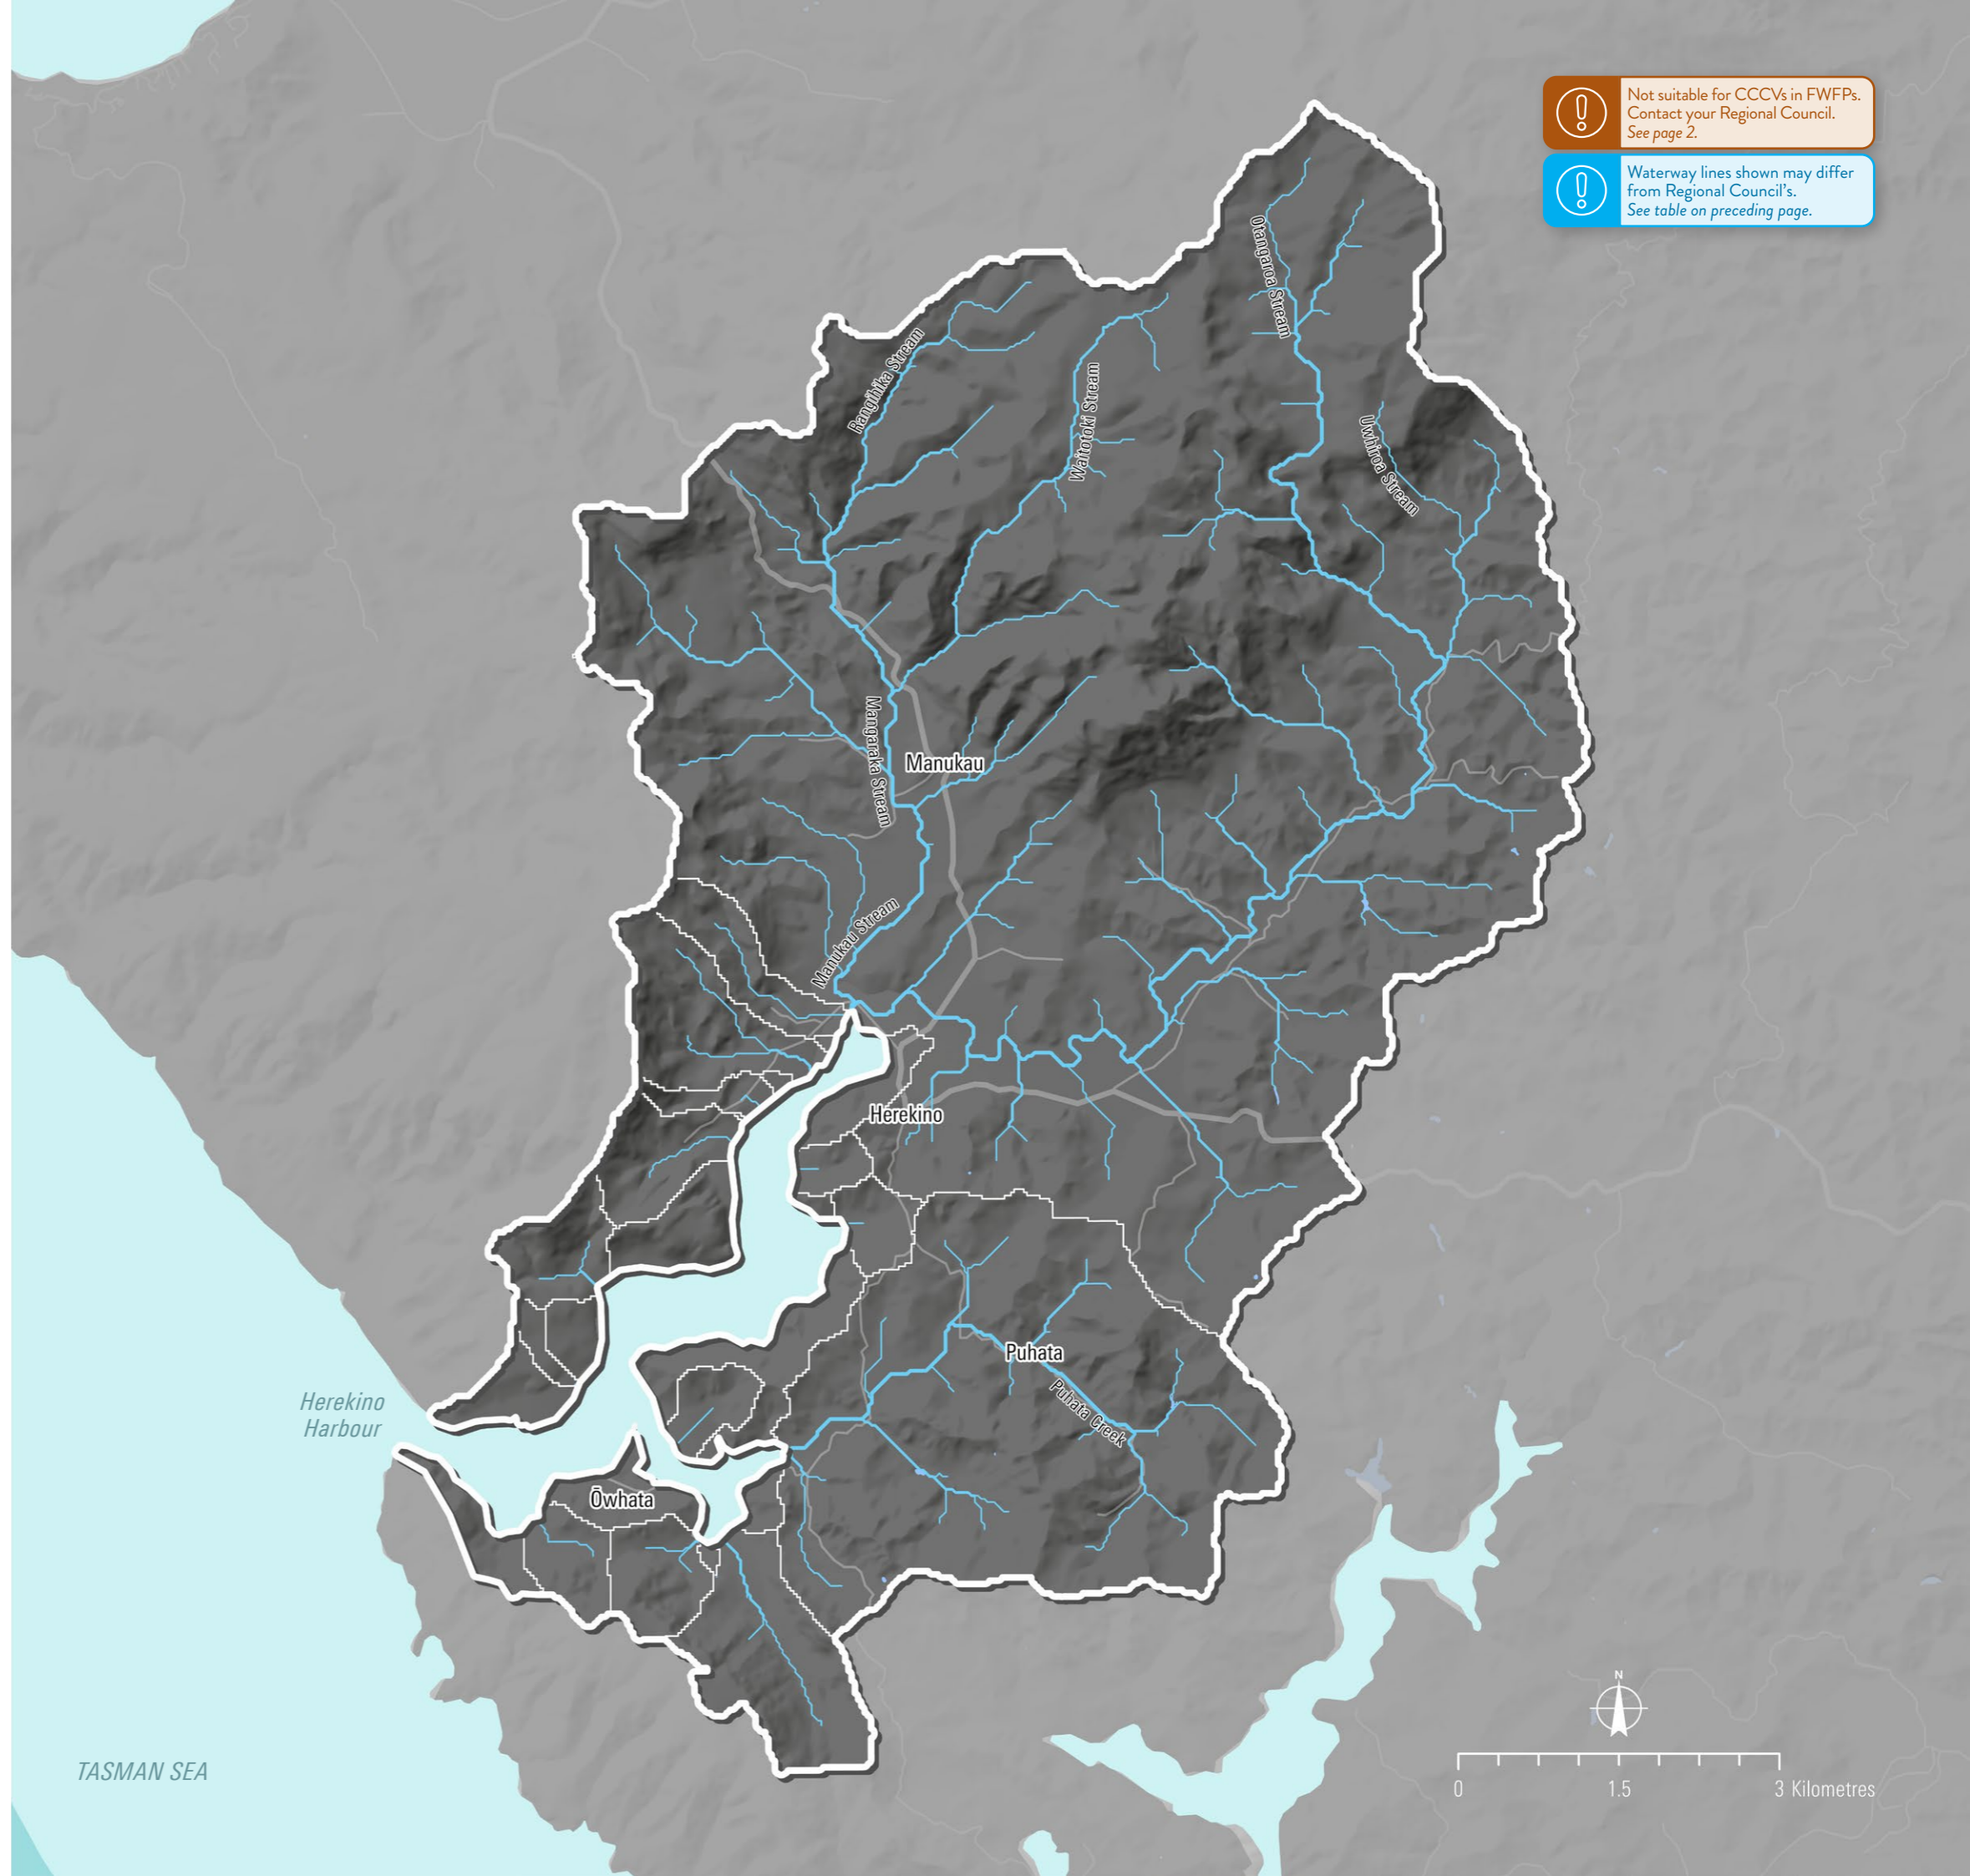 Not suitable for CCCVs in FWFPs.
Contact your Regional Council.
See page 2.
Waterway lines shown may differ
from Regional Council's.
See table on preceding page.
Otangaroa Stream
Rangihika Stream
Waitotoki Stream
Uwhiroa Stream
Mangaraka Stream
Manukau
Manukau Stream
Herekino
Puhata
Puhata Creek
Herekino
Harbour
Ōwhata
TASMAN SEA
N
0 1.5 3 Kilometres